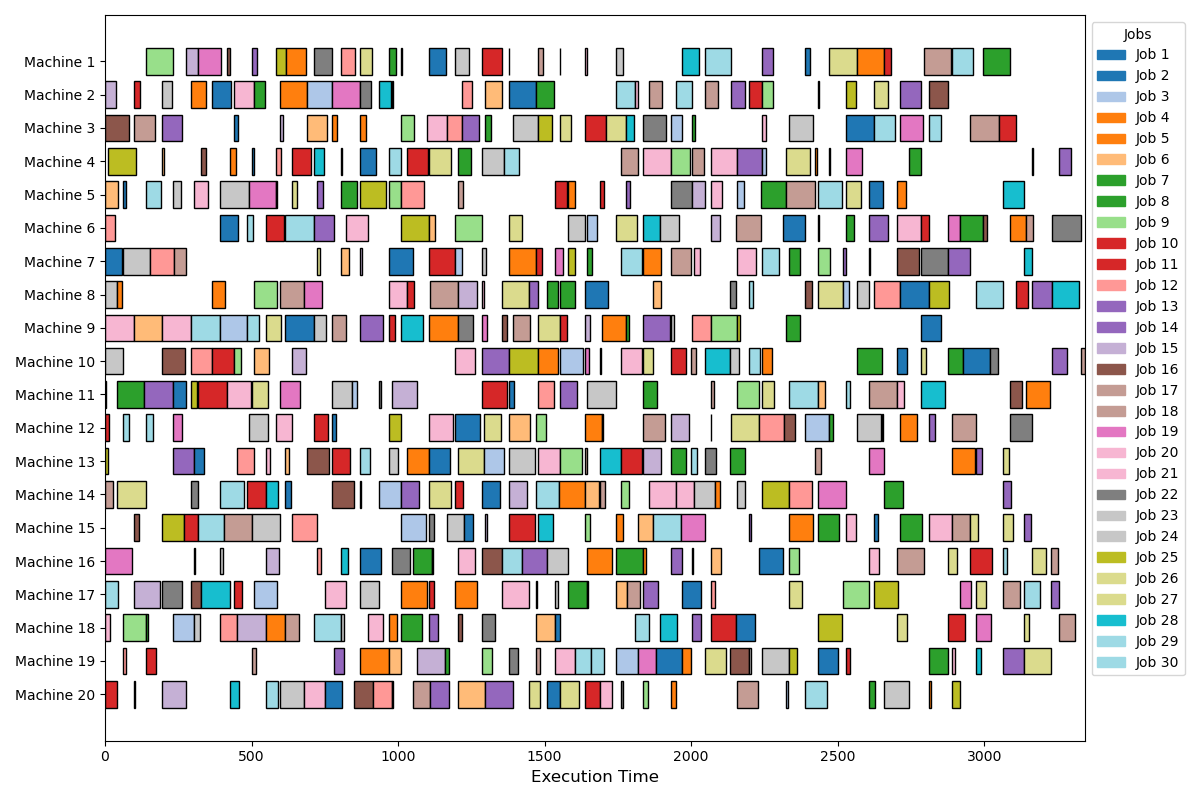 Machine 1
Machine 2
Machine 3
Machine 4
Machine 5
Machine 6
Machine 7
Machine 8
Machine 9
Machine 10
Machine 11
Machine 12
Machine 13
Machine 14
Machine 15
Machine 16
Machine 17
Machine 18
Machine 19
Machine 20
0 500 1000 1500 2000 2500 3000
Execution Time
Jobs
Job 1
Job 2
Job 3
Job 4
Job 5
Job 6
Job 7
Job 8
Job 9
Job 10
Job 11
Job 12
Job 13
Job 14
Job 15
Job 16
Job 17
Job 18
Job 19
Job 20
Job 21
Job 22
Job 23
Job 24
Job 25
Job 26
Job 27
Job 28
Job 29
Job 30